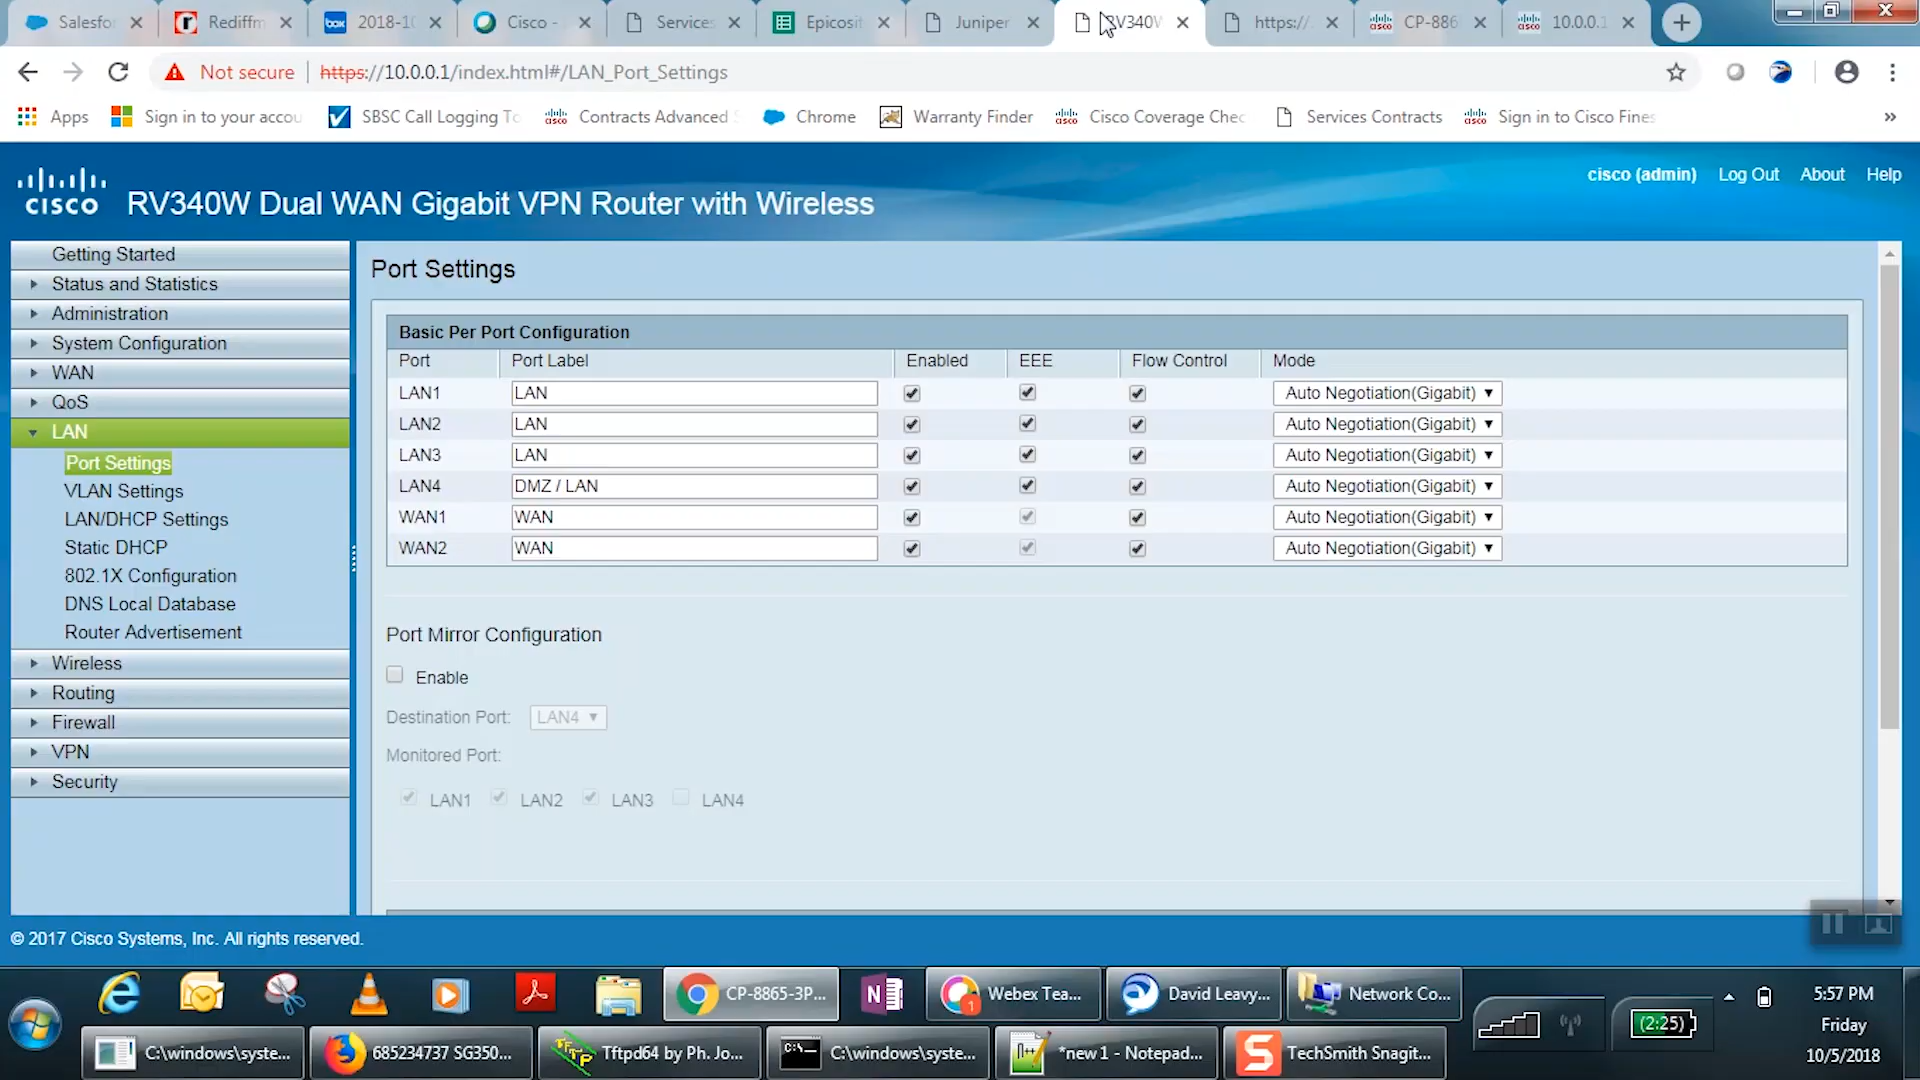 Salesfor
Rediffm
box 2018-10
Cisco -
Services
Epicosit
Juniper
RV340W
https://
CP-886
10.0.0.1
Not secure https://10.0.0.1/index.html#/LAN_Port_Settings
Apps
Sign in to your accou
SBSC Call Logging To
Contracts Advanced
Chrome
Warranty Finder
Cisco Coverage Chec
Services Contracts
Sign in to Cisco Fines
CISCO RV340W Dual WAN Gigabit VPN Router with Wireless
cisco (admin) Log Out About Help
Getting Started
Status and Statistics
Administration
System Configuration
WAN
QoS
LAN
Port Settings
VLAN Settings
LAN/DHCP Settings
Static DHCP
802.1X Configuration
DNS Local Database
Router Advertisement
Wireless
Routing
Firewall
VPN
Security
Port Settings
Basic Per Port Configuration
Port Port Label Enabled EEE Flow Control Mode
LAN1 LAN Auto Negotiation(Gigabit)
LAN2 LAN Auto Negotiation(Gigabit)
LAN3 LAN Auto Negotiation(Gigabit)
LAN4 DMZ / LAN Auto Negotiation(Gigabit)
WAN1 WAN Auto Negotiation(Gigabit)
WAN2 WAN Auto Negotiation(Gigabit)
Port Mirror Configuration
Enable
Destination Port: LAN4
Monitored Port:
LAN1 LAN2 LAN3 LAN4
© 2017 Cisco Systems, Inc. All rights reserved.
CP-8865-3P...
Webex Tea...
David Leavy...
Network Co...
(2:25)
5:57 PM
Friday
10/5/2018
C:\windows\syste...
685234737 SG350...
Tftpd64 by Ph. Jo...
C:\windows\syste...
*new 1 - Notepad...
TechSmith Snagit...